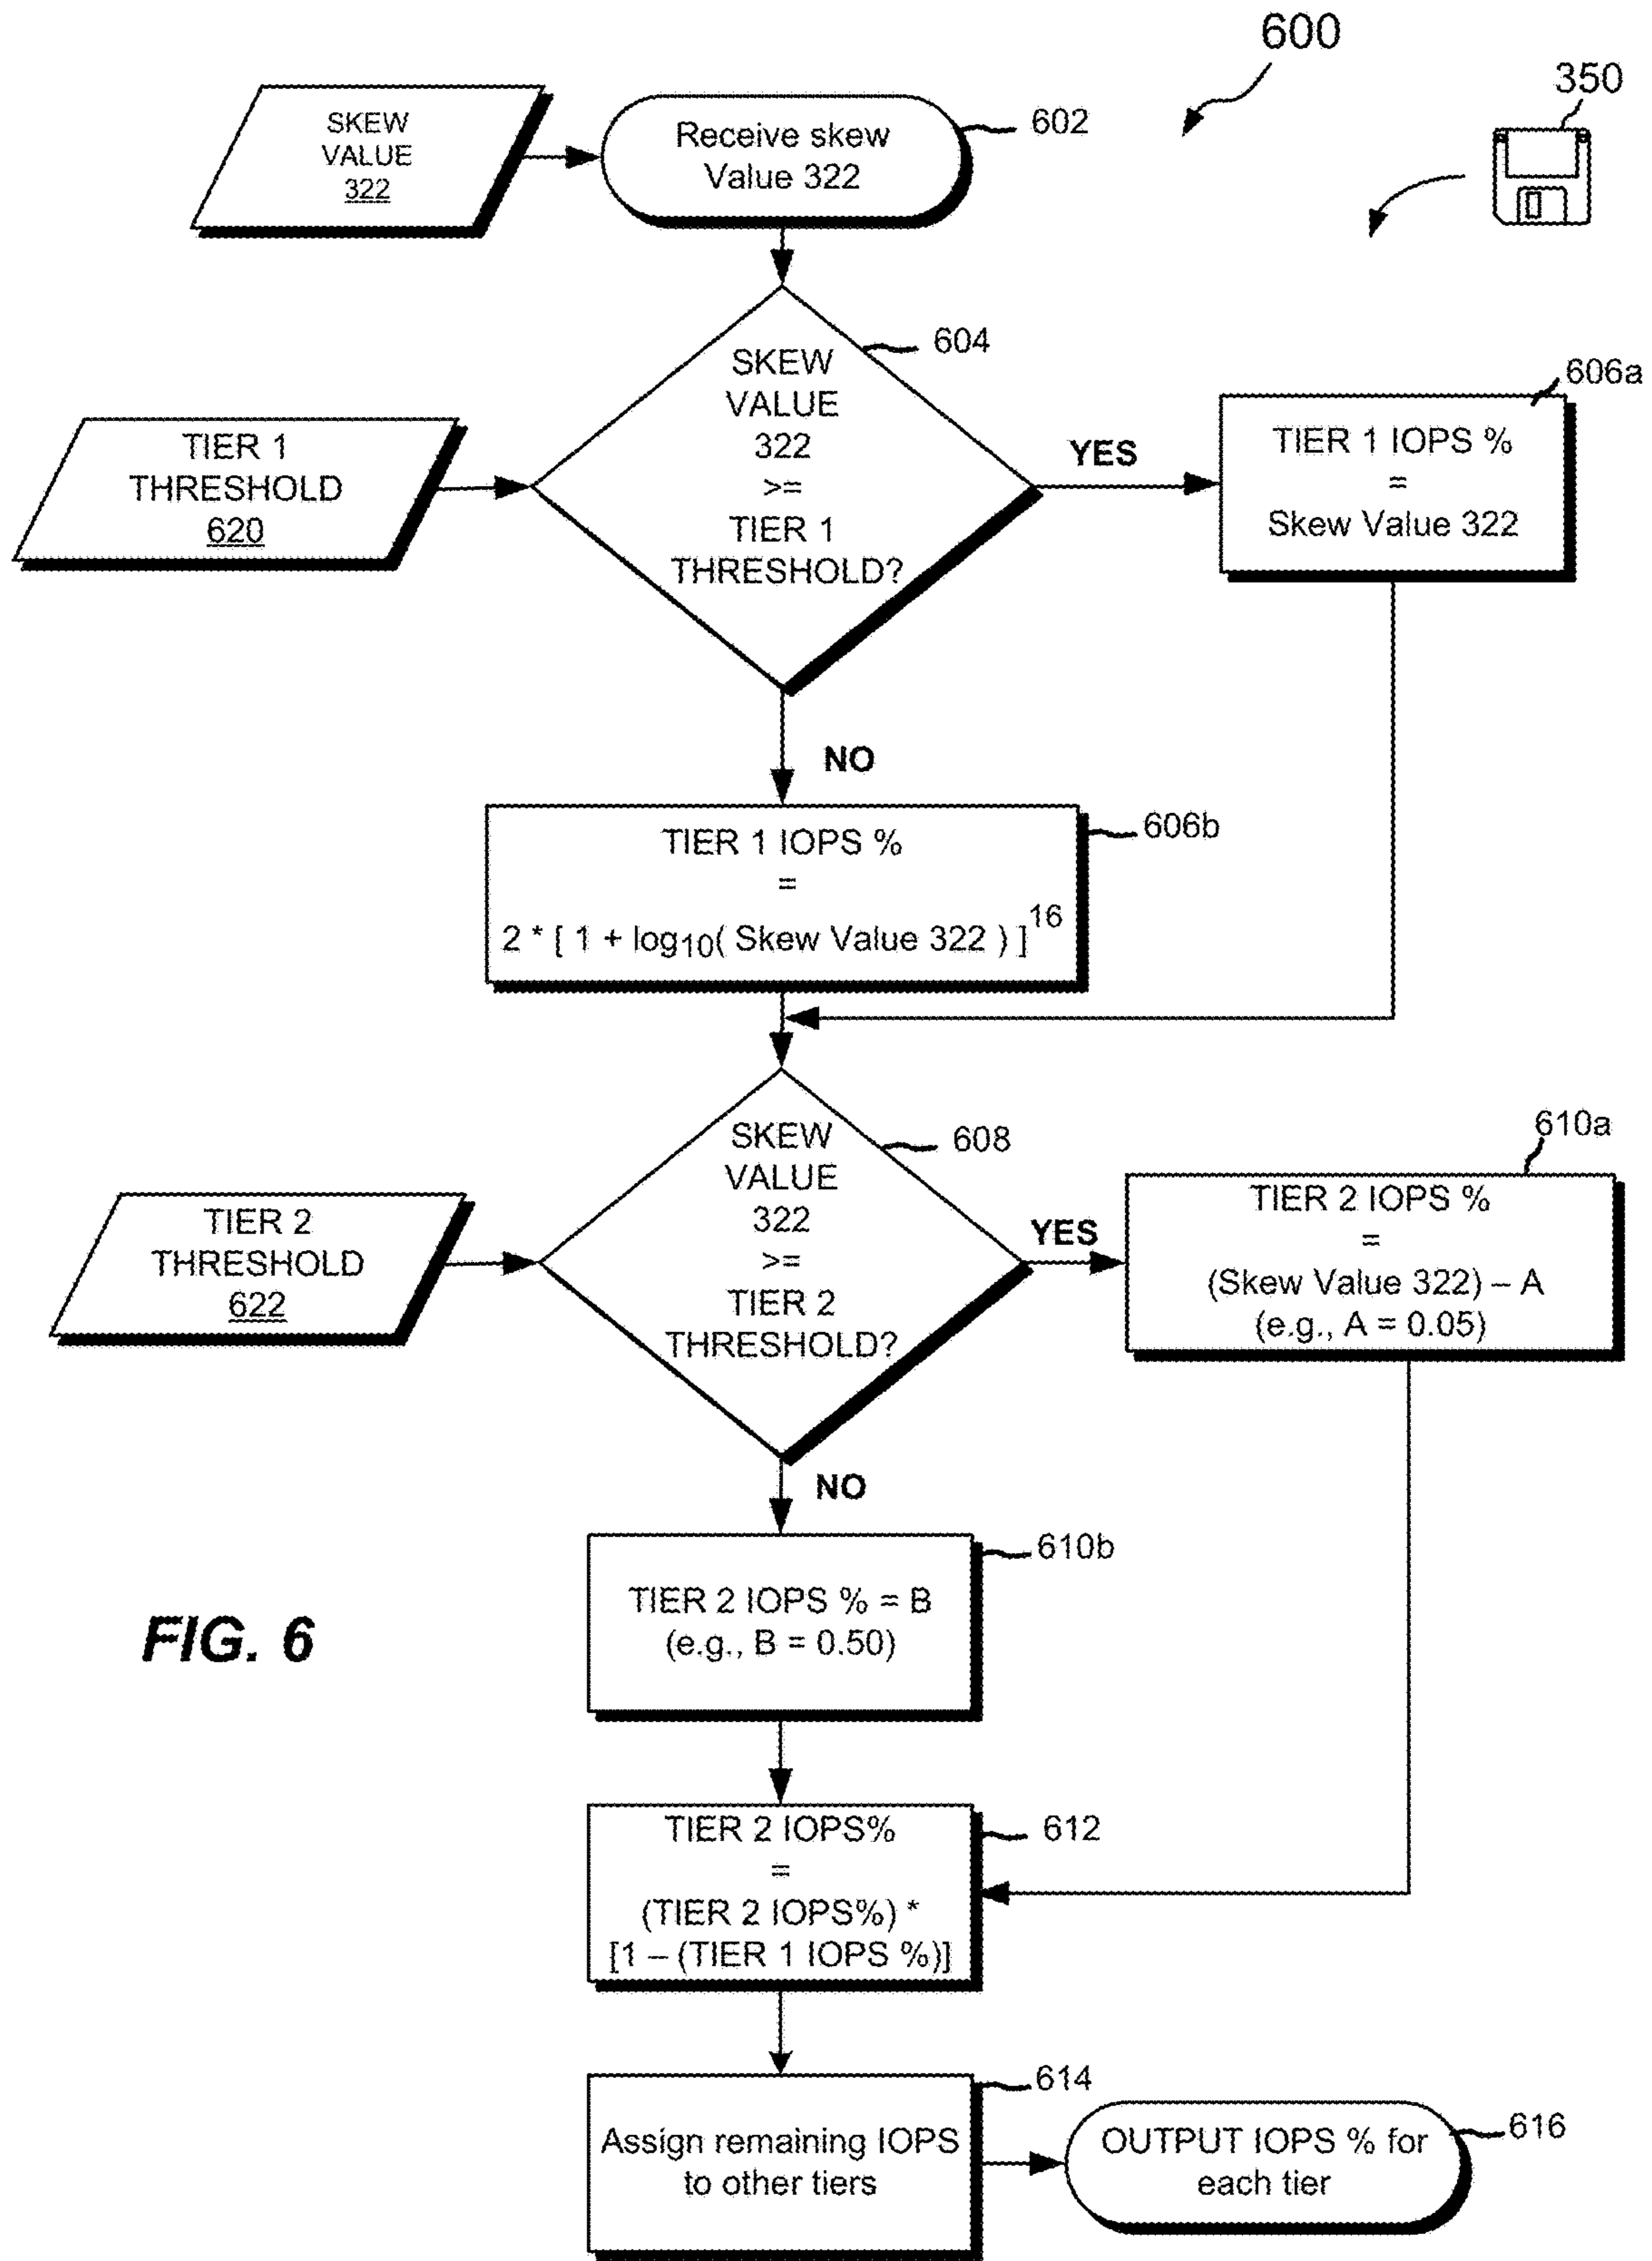 600
350
SKEW
VALUE
322
Receive skew
Value 322
602
SKEW
VALUE
322
>=
TIER 1
THRESHOLD?
604
TIER 1
THRESHOLD
620
YES
606a
TIER 1 IOPS %
=
Skew Value 322
NO
606b
TIER 1 IOPS %
=
2 * [ 1 + log10( Skew Value 322 ) ]16
SKEW
VALUE
322
>=
TIER 2
THRESHOLD?
608
TIER 2
THRESHOLD
622
YES
610a
TIER 2 IOPS %
=
(Skew Value 322) – A
(e.g., A = 0.05)
NO
610b
TIER 2 IOPS % = B
(e.g., B = 0.50)
FIG. 6
TIER 2 IOPS%
=
(TIER 2 IOPS%) *
[1 – (TIER 1 IOPS %)]
612
614
Assign remaining IOPS
to other tiers
OUTPUT IOPS % for
each tier
616